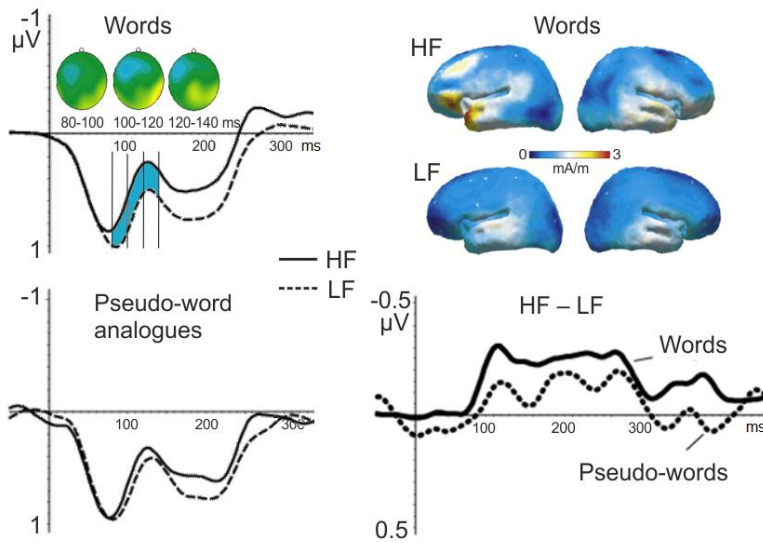 -1
µV
Words
80-100
100-120
120-140 ms
100
200
300
ms
1
HF
LF
Words
HF
0
3
mA/m
LF
-1
µV
Pseudo-word
analogues
100
200
300
1
-0.5
µV
HF – LF
Words
100
200
300
ms
Pseudo-words
0.5